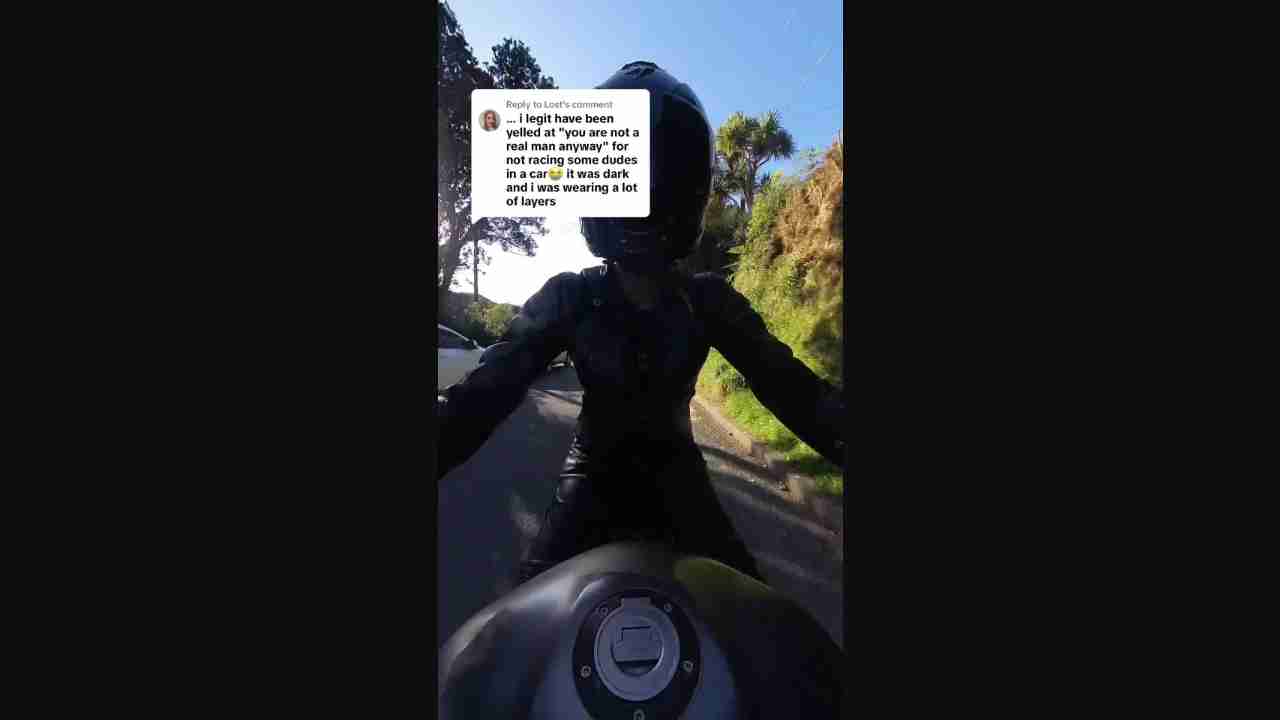 Reply to Lost's comment
... i legit have been
yelled at "you are not a
real man anyway" for
not racing some dudes
in a car😭 it was dark
and i was wearing a lot
of layers